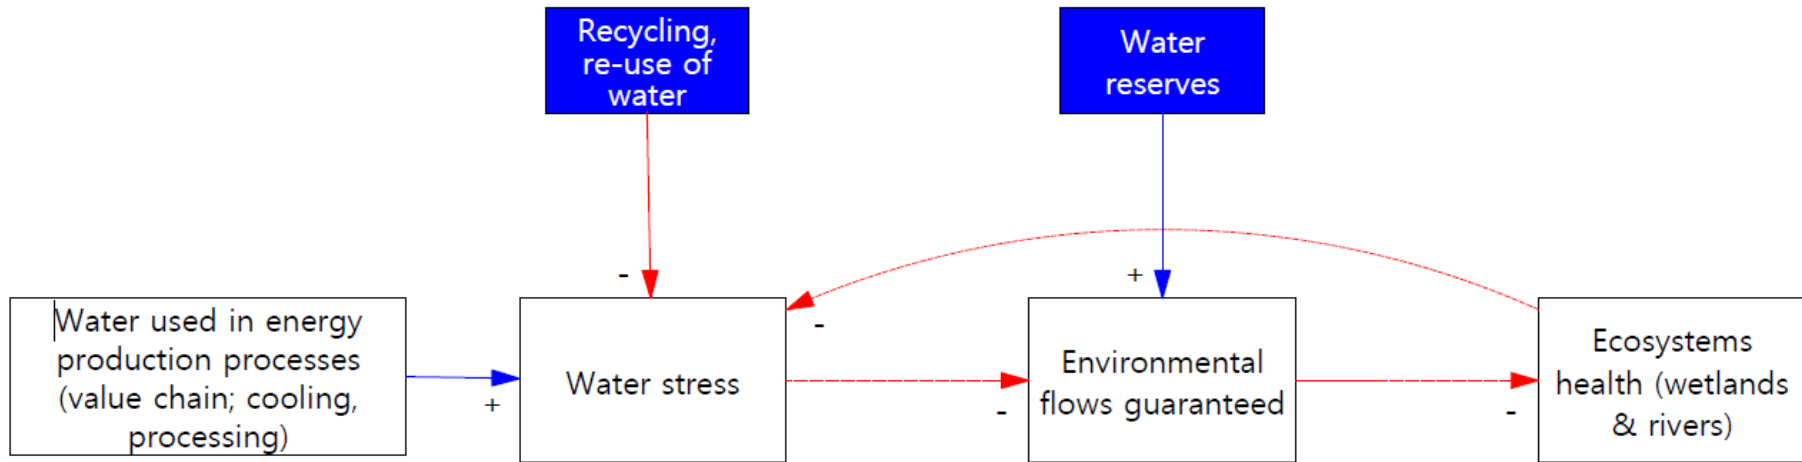 Recycling,
re-use of
water
Water
reserves
-
+
-
Water used in energy
production processes
(value chain; cooling,
processing)
+
Water stress
-
Environmental
flows guaranteed
-
Ecosystems
health (wetlands
& rivers)